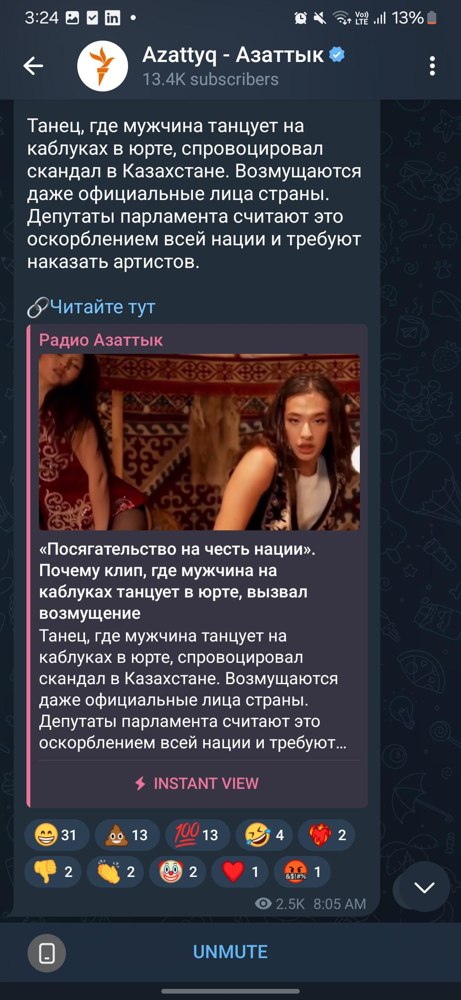 3:24
Vo))
LTE
13%
Azattyq - Азаттык
13.4K subscribers
Танец, где мужчина танцует на
каблуках в юрте, спровоцировал
скандал в Казахстане. Возмущаются
даже официальные лица страны.
Депутаты парламента считают это
оскорблением всей нации и требуют
наказать артистов.
🔗Читайте тут
Радио Азаттык
«Посягательство на честь нации».
Почему клип, где мужчина на
каблуках танцует в юрте, вызвал
возмущение
Танец, где мужчина танцует на
каблуках в юрте, спровоцировал
скандал в Казахстане. Возмущаются
даже официальные лица страны.
Депутаты парламента считают это
оскорблением всей нации и требуют...
INSTANT VIEW
😁 31 💩 13 💯 13 🤣 4 ❤️‍🔥 2
👎 2 👏 2 🤡 2 ❤ 1 🤬 1
2.5K 8:05 AM
UNMUTE